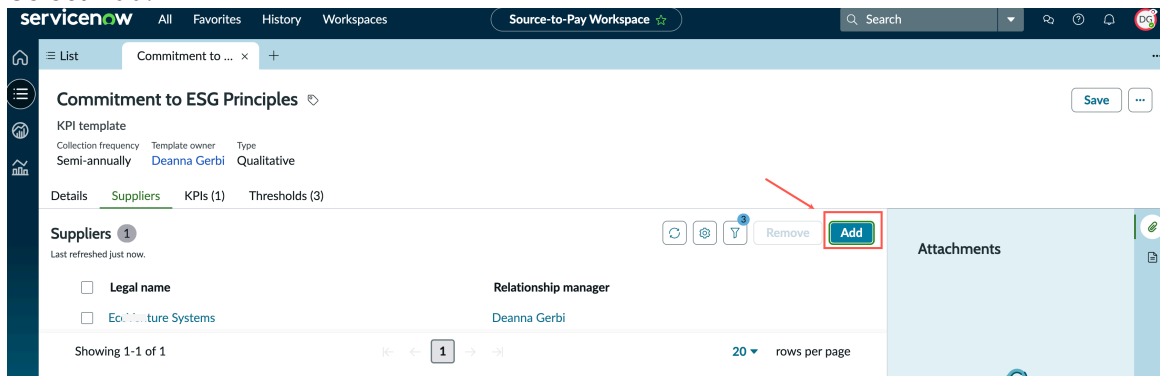 servicenow All Favorites History Workspaces Source-to-Pay Workspace Search DG
List Commitment to ... × +
Commitment to ESG Principles Save ...
KPI template
Collection frequency Template owner Type
Semi-annually Deanna Gerbi Qualitative
Details Suppliers KPIs (1) Thresholds (3)
Suppliers 1 3 Remove Add Attachments
Last refreshed just now.
Legal name Relationship manager
ture Systems Deanna Gerbi
Showing 1-1 of 1 1 20 rows per page